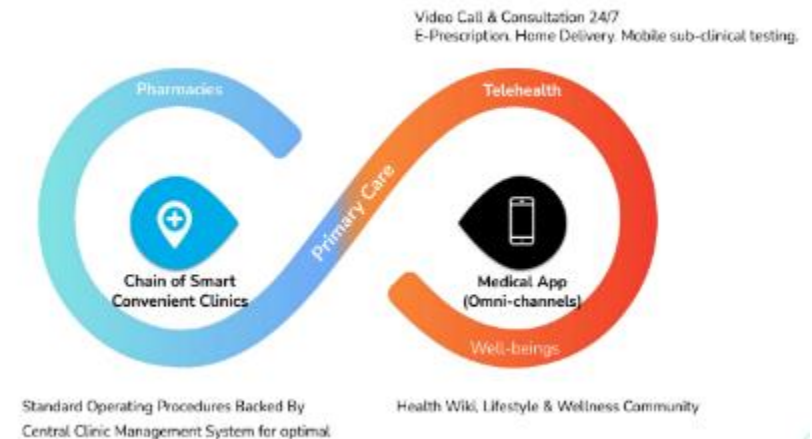 Video Call & Consultation 24/7
E-Prescription. Home Delivery. Mobile sub-clinical testing.
Pharmacies
Telehealth
Primary Care
Chain of Smart
Convenient Clinics
Medical App
(Omni-channels)
Well-beings
Standard Operating Procedures Backed By
Central Clinic Management System for optimal
Health Wiki, Lifestyle & Wellness Community